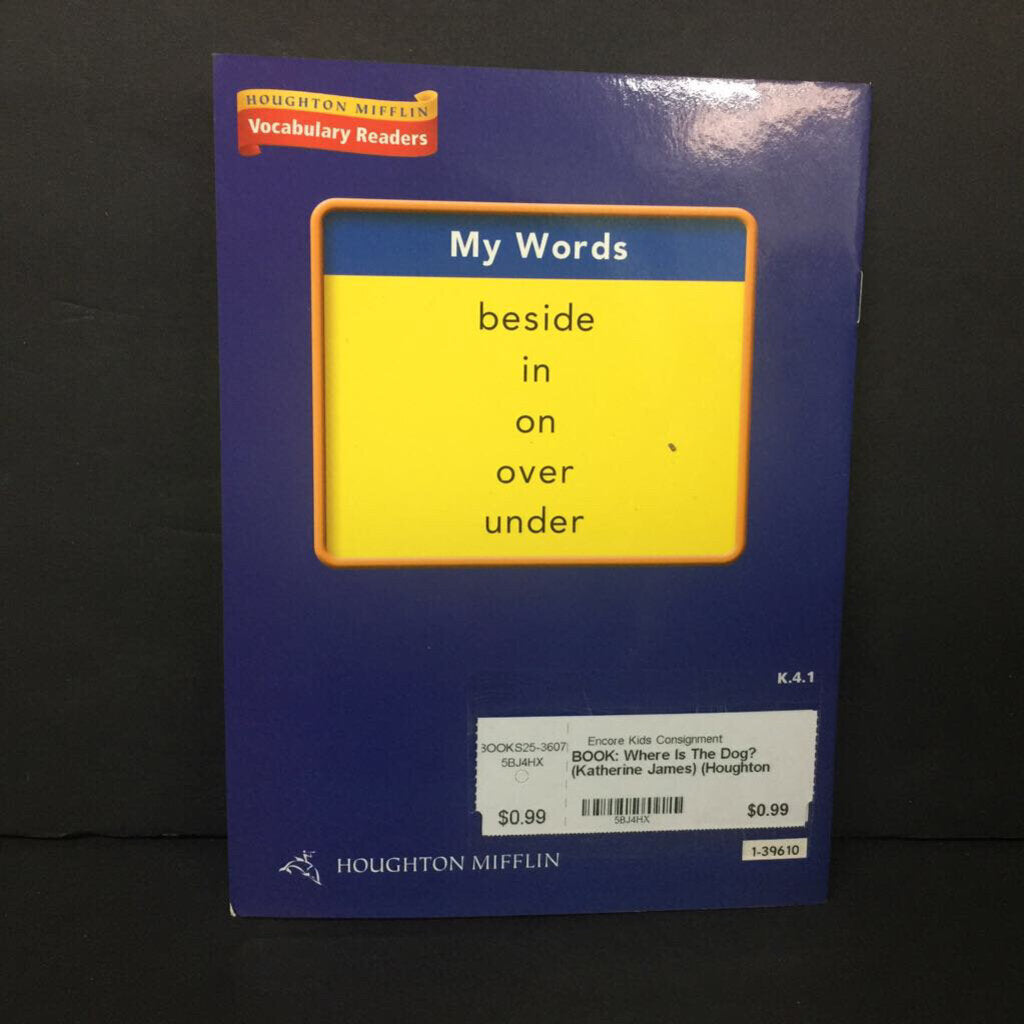 HOUGHTON MIFFLIN
Vocabulary Readers
My Words
beside
in
on
over
under
K.4.1
BOOKS25-3607
5BJ4HX
$0.99
Encore Kids Consignment
BOOK: Where Is The Dog?
(Katherine James) (Houghton
5BJ4HX
$0.99
1-39610
HOUGHTON MIFFLIN